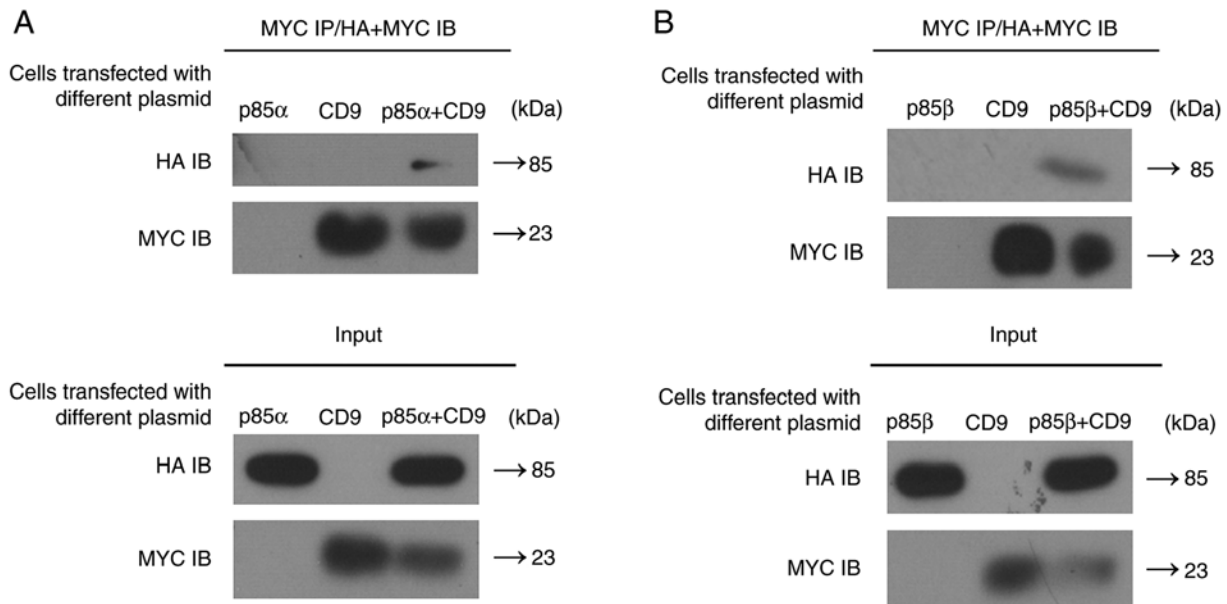 A
MYC IP/HA+MYC IB
Cells transfected with
different plasmid
p85α CD9 p85α+CD9 (kDa)
HA IB → 85
MYC IB → 23
Input
Cells transfected with
different plasmid
p85α CD9 p85α+CD9 (kDa)
HA IB → 85
MYC IB → 23
B
MYC IP/HA+MYC IB
Cells transfected with
different plasmid
p85β CD9 p85β+CD9 (kDa)
HA IB → 85
MYC IB → 23
Input
Cells transfected with
different plasmid
p85β CD9 p85β+CD9 (kDa)
HA IB → 85
MYC IB → 23